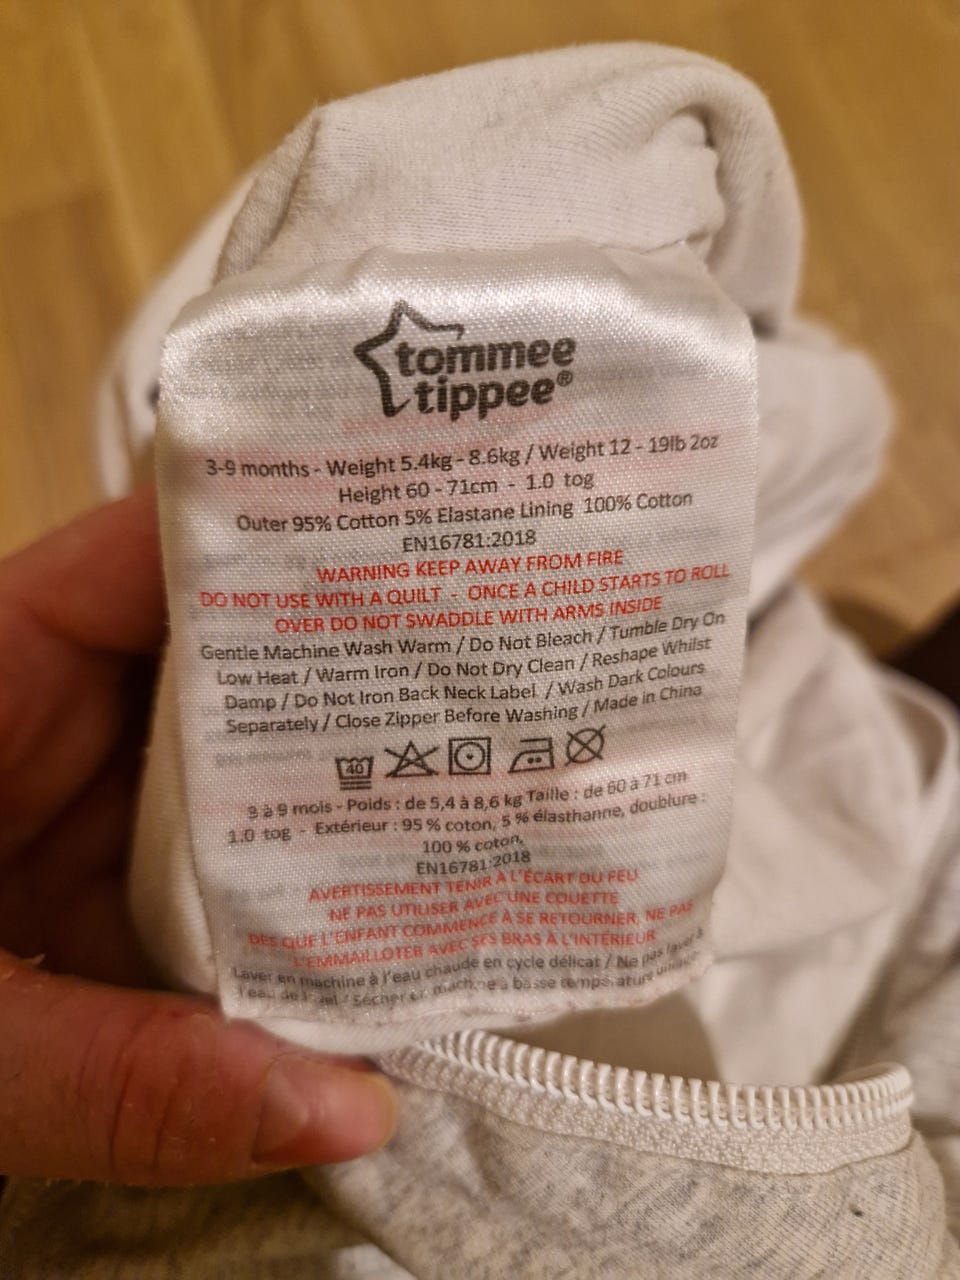 tommee
tippee®
3-9 months - Weight 5.4kg - 8.6kg / Weight 12 - 19lb 2oz
Height 60 - 71cm - 1.0 tog
Outer 95% Cotton 5% Elastane Lining 100% Cotton
EN16781:2018
WARNING KEEP AWAY FROM FIRE
DO NOT USE WITH A QUILT - ONCE A CHILD STARTS TO ROLL
OVER DO NOT SWADDLE WITH ARMS INSIDE
Gentle Machine Wash Warm / Do Not Bleach / Tumble Dry On
Low Heat / Warm Iron / Do Not Dry Clean / Reshape Whilst
Damp / Do Not Iron Back Neck Label / Wash Dark Colours
Separately / Close Zipper Before Washing / Made in China
40
3 à 9 mois - Poids : de 5,4 à 8,6 kg Taille : de 60 à 71 cm
1.0 tog - Extérieur : 95 % coton, 5 % élasthanne, doublure :
100 % coton,
EN16781:2018
AVERTISSEMENT TENIR À L'ÉCART DU FEU
NE PAS UTILISER AVEC UNE COUETTE
DÈS QUE L'ENFANT COMMENCE À SE RETOURNER, NE PAS
L'EMMAILLOTER AVEC SES BRAS À L'INTÉRIEUR
Laver en machine à l'eau chaude en cycle délicat / Ne pas laver à
l'eau de / Sécher en machine à basse température